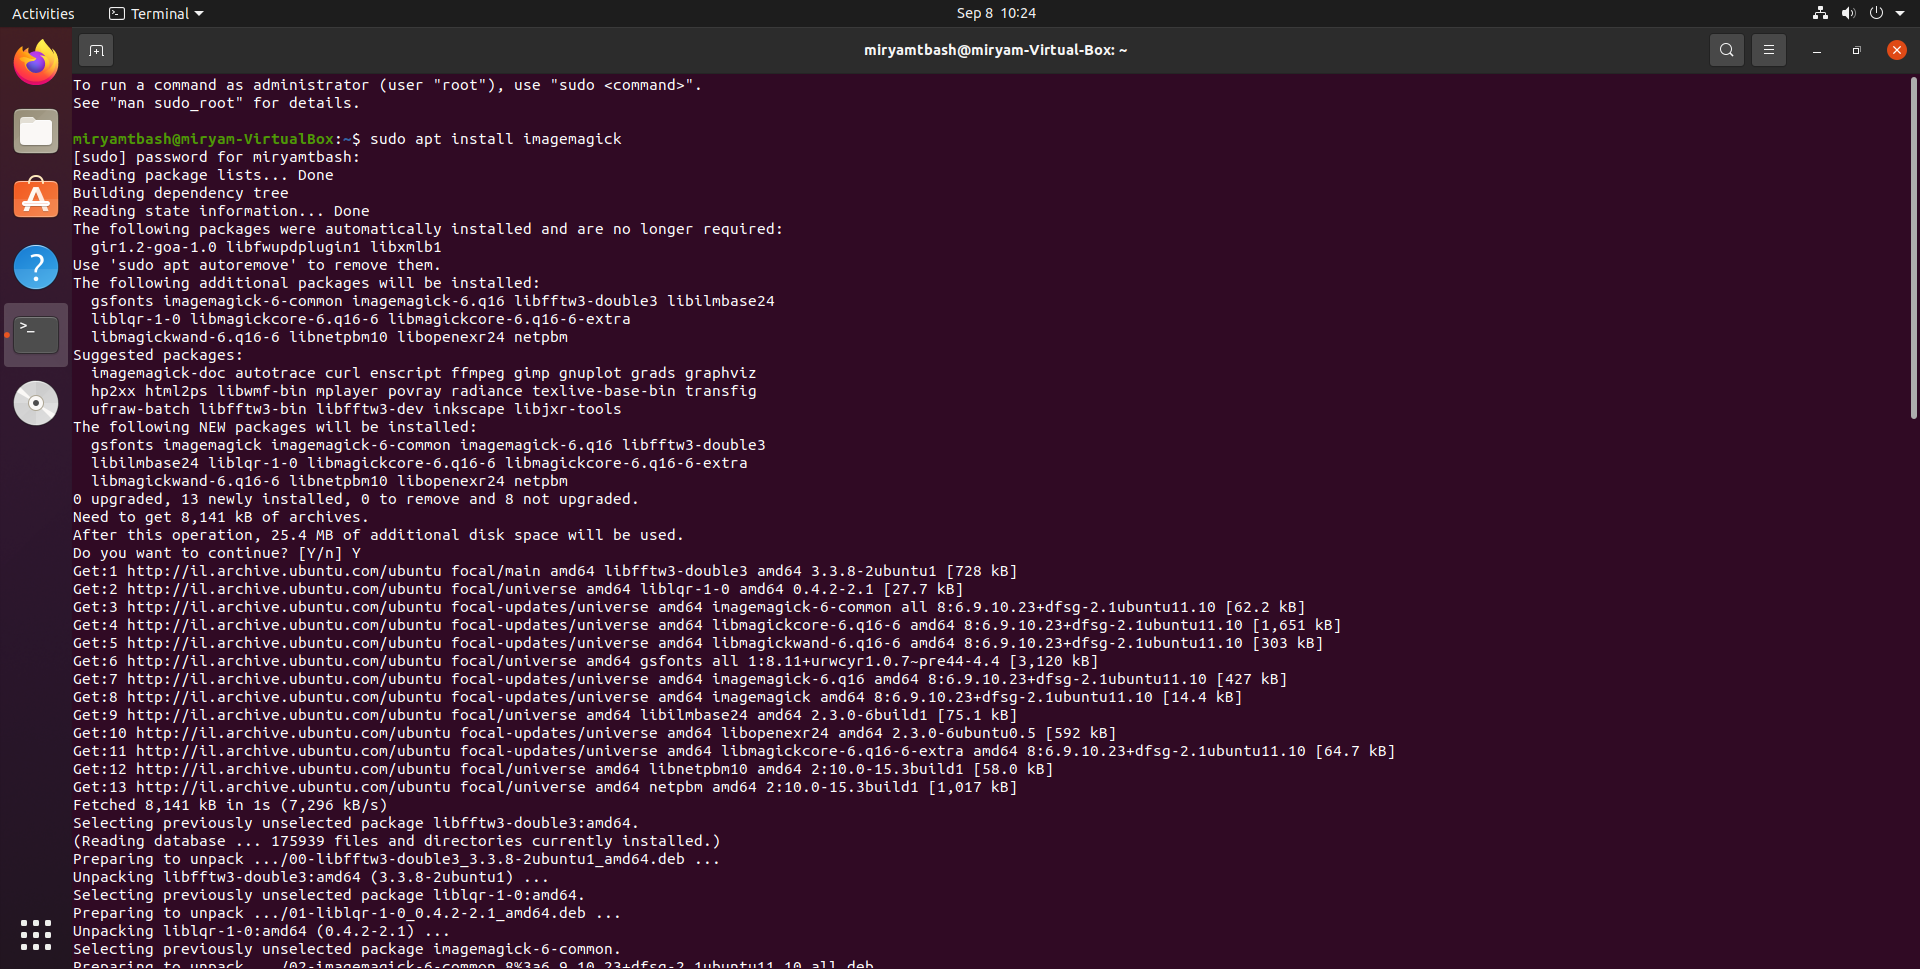 Activities
Terminal
Sep 8 10:24
miryamtbash@miryam-Virtual-Box: ~
To run a command as administrator (user "root"), use "sudo <command>".
See "man sudo_root" for details.
miryamtbash@miryam-VirtualBox:~$ sudo apt install imagemagick
[sudo] password for miryamtbash:
Reading package lists... Done
Building dependency tree
Reading state information... Done
The following packages were automatically installed and are no longer required:
gir1.2-goa-1.0 libfwupdplugin1 libxmlb1
Use 'sudo apt autoremove' to remove them.
The following additional packages will be installed:
gsfonts imagemagick-6-common imagemagick-6.q16 libfftw3-double3 libilmbase24
liblqr-1-0 libmagickcore-6.q16-6 libmagickcore-6.q16-6-extra
libmagickwand-6.q16-6 libnetpbm10 libopenexr24 netpbm
Suggested packages:
imagemagick-doc autotrace curl enscript ffmpeg gimp gnuplot grads graphviz
hp2xx html2ps libwmf-bin mplayer povray radiance texlive-base-bin transfig
ufraw-batch libfftw3-bin libfftw3-dev inkscape libjxr-tools
The following NEW packages will be installed:
gsfonts imagemagick imagemagick-6-common imagemagick-6.q16 libfftw3-double3
libilmbase24 liblqr-1-0 libmagickcore-6.q16-6 libmagickcore-6.q16-6-extra
libmagickwand-6.q16-6 libnetpbm10 libopenexr24 netpbm
0 upgraded, 13 newly installed, 0 to remove and 8 not upgraded.
Need to get 8,141 kB of archives.
After this operation, 25.4 MB of additional disk space will be used.
Do you want to continue? [Y/n] Y
Get:1 http://il.archive.ubuntu.com/ubuntu focal/main amd64 libfftw3-double3 amd64 3.3.8-2ubuntu1 [728 kB]
Get:2 http://il.archive.ubuntu.com/ubuntu focal/universe amd64 liblqr-1-0 amd64 0.4.2-2.1 [27.7 kB]
Get:3 http://il.archive.ubuntu.com/ubuntu focal-updates/universe amd64 imagemagick-6-common all 8:6.9.10.23+dfsg-2.1ubuntu11.10 [62.2 kB]
Get:4 http://il.archive.ubuntu.com/ubuntu focal-updates/universe amd64 libmagickcore-6.q16-6 amd64 8:6.9.10.23+dfsg-2.1ubuntu11.10 [1,651 kB]
Get:5 http://il.archive.ubuntu.com/ubuntu focal-updates/universe amd64 libmagickwand-6.q16-6 amd64 8:6.9.10.23+dfsg-2.1ubuntu11.10 [303 kB]
Get:6 http://il.archive.ubuntu.com/ubuntu focal/universe amd64 gsfonts all 1:8.11+urwcyr1.0.7~pre44-4.4 [3,120 kB]
Get:7 http://il.archive.ubuntu.com/ubuntu focal-updates/universe amd64 imagemagick-6.q16 amd64 8:6.9.10.23+dfsg-2.1ubuntu11.10 [427 kB]
Get:8 http://il.archive.ubuntu.com/ubuntu focal-updates/universe amd64 imagemagick amd64 8:6.9.10.23+dfsg-2.1ubuntu11.10 [14.4 kB]
Get:9 http://il.archive.ubuntu.com/ubuntu focal/universe amd64 libilmbase24 amd64 2.3.0-6build1 [75.1 kB]
Get:10 http://il.archive.ubuntu.com/ubuntu focal-updates/universe amd64 libopenexr24 amd64 2.3.0-6ubuntu0.5 [592 kB]
Get:11 http://il.archive.ubuntu.com/ubuntu focal-updates/universe amd64 libmagickcore-6.q16-6-extra amd64 8:6.9.10.23+dfsg-2.1ubuntu11.10 [64.7 kB]
Get:12 http://il.archive.ubuntu.com/ubuntu focal/universe amd64 libnetpbm10 amd64 2:10.0-15.3build1 [58.0 kB]
Get:13 http://il.archive.ubuntu.com/ubuntu focal/universe amd64 netpbm amd64 2:10.0-15.3build1 [1,017 kB]
Fetched 8,141 kB in 1s (7,296 kB/s)
Selecting previously unselected package libfftw3-double3:amd64.
(Reading database ... 175939 files and directories currently installed.)
Preparing to unpack .../00-libfftw3-double3_3.3.8-2ubuntu1_amd64.deb ...
Unpacking libfftw3-double3:amd64 (3.3.8-2ubuntu1) ...
Selecting previously unselected package liblqr-1-0:amd64.
Preparing to unpack .../01-liblqr-1-0_0.4.2-2.1_amd64.deb ...
Unpacking liblqr-1-0:amd64 (0.4.2-2.1) ...
Selecting previously unselected package imagemagick-6-common.
Preparing to unpack .../02-imagemagick-6-common_8%3a6.9.10.23+dfsg-2.1ubuntu11.10_all.deb